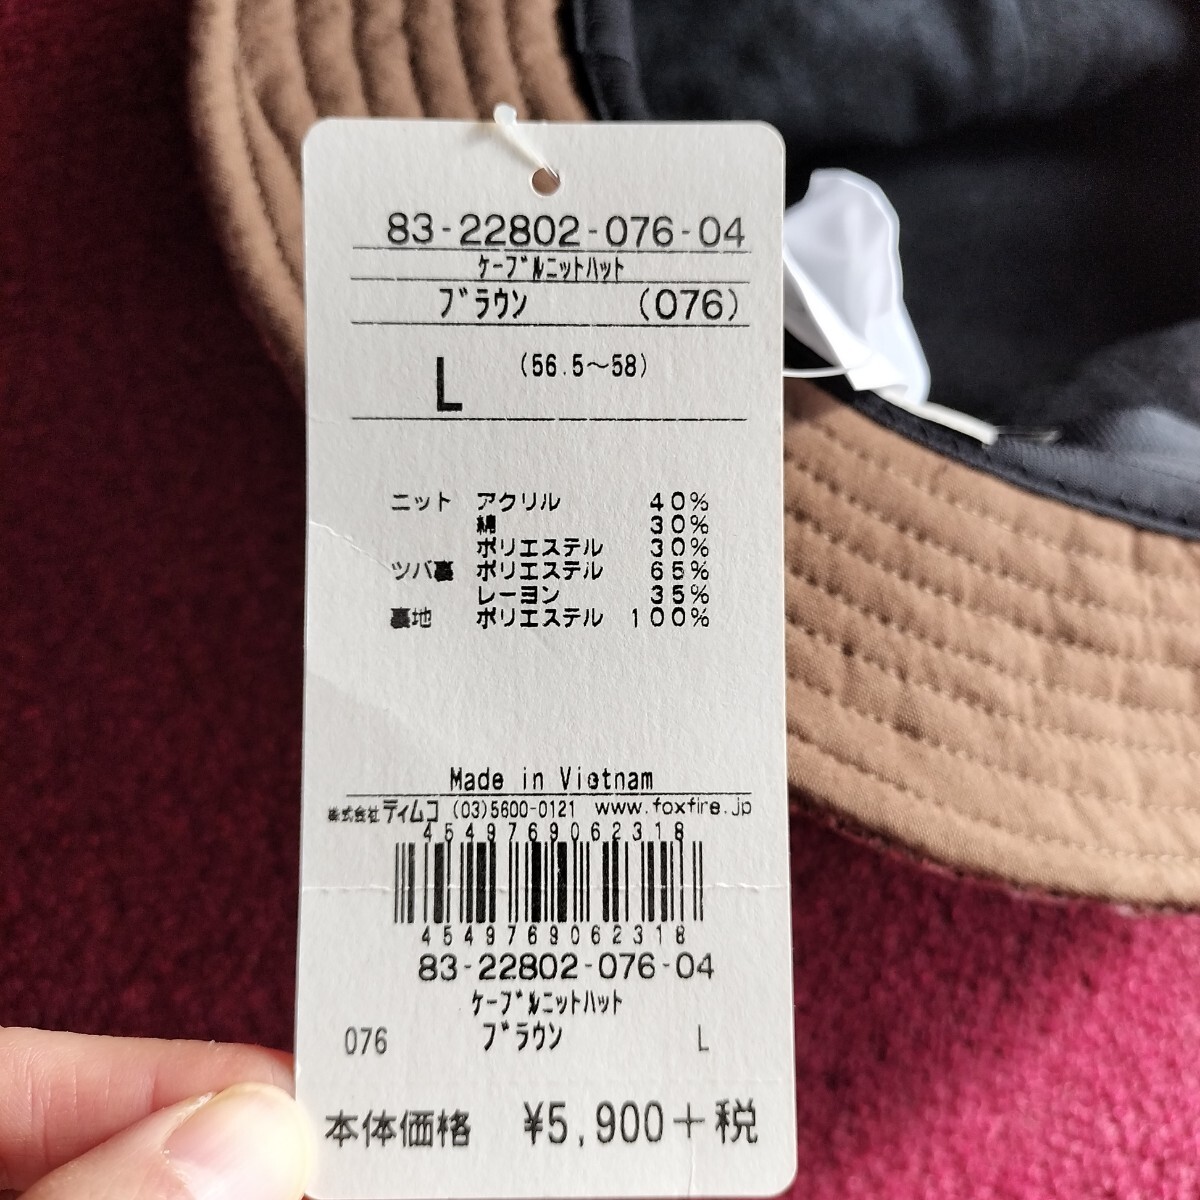 83-22802-076-04
ケーブルニットハット
ブラウン (076)
L (56.5～58)
ニット アクリル 40%
綿 30%
ポリエステル 30%
ツバ裏 ポリエステル 65%
レーヨン 35%
裏地 ポリエステル 100%
Made in Vietnam
株式会社 ティムコ (03)5600-0121 www.foxfire.jp
4549769062318
4549769062318
83-22802-076-04
ケーブルニットハット
076 ブラウン L
本体価格 ¥5,900+税